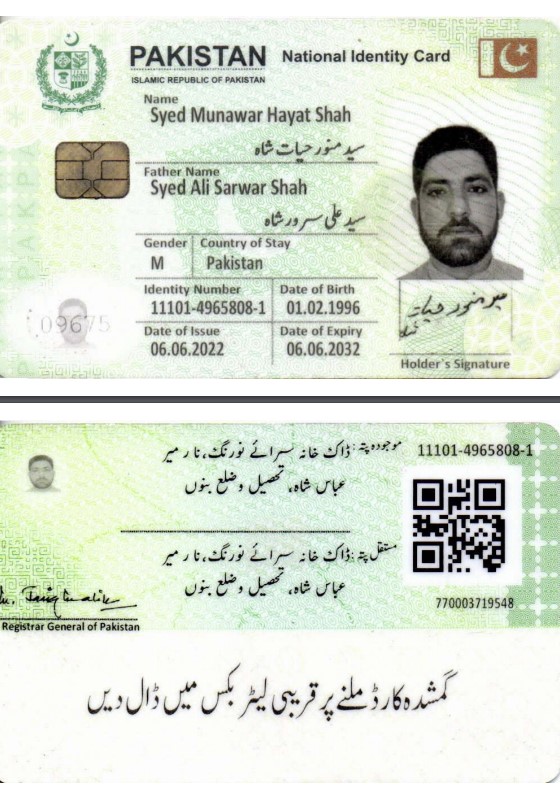 PAKISTAN National Identity Card
ISLAMIC REPUBLIC OF PAKISTAN
Name
Syed Munawar Hayat Shah
سید منور حیات شاہ
Father Name
Syed Ali Sarwar Shah
سید علی سرور شاہ
Gender Country of Stay
M Pakistan
Identity Number Date of Birth
11101-4965808-1 01.02.1996
Date of Issue Date of Expiry
06.06.2022 06.06.2032
09675
Holder's Signature
موجودہ پتہ: ڈاک خانہ سرائے نورنگ، نار میر
عباس شاہ، تحصیل و ضلع بنوں
11101-4965808-1
مستقل پتہ: ڈاک خانہ سرائے نورنگ، نار میر
عباس شاہ، تحصیل و ضلع بنوں
770003719548
Registrar General of Pakistan
گمشدہ کارڈ ملنے پر قریبی لیٹر بکس میں ڈال دیں